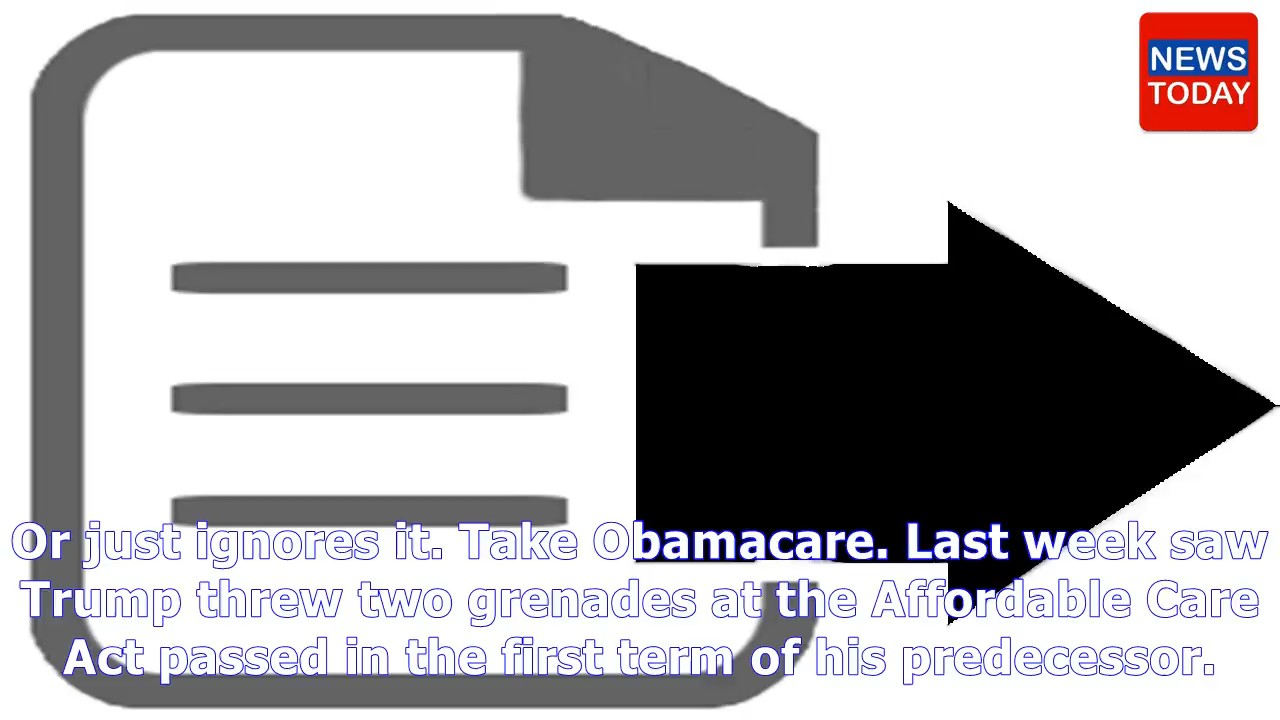 NEWS
TODAY
Or just ignores it. Take Obamacare. Last week saw
Trump threw two grenades at the Affordable Care
Act passed in the first term of his predecessor.